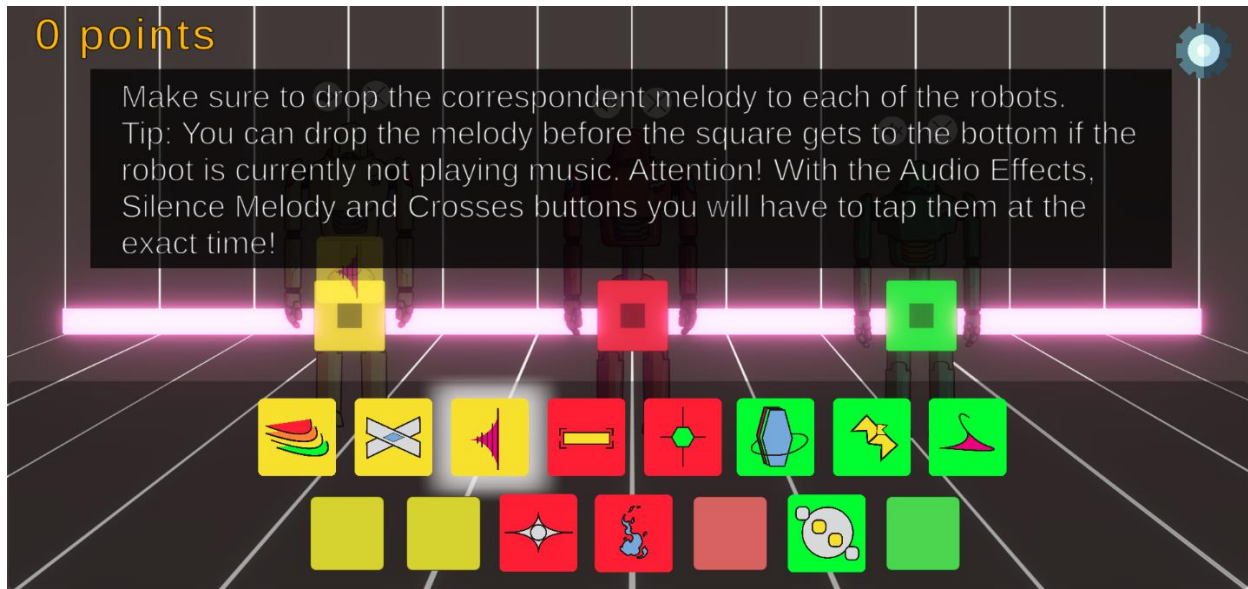 0 points
Make sure to drop the correspondent melody to each of the robots.
Tip: You can drop the melody before the square gets to the bottom if the
robot is currently not playing music. Attention! With the Audio Effects,
Silence Melody and Crosses buttons you will have to tap them at the
exact time!